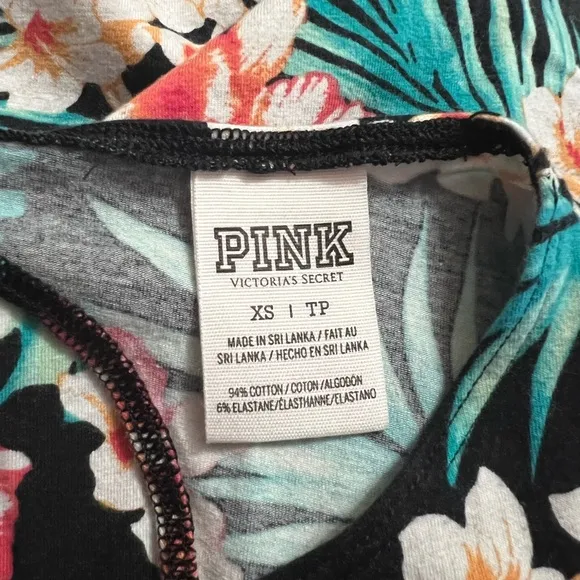 PINK
VICTORIA'S SECRET
XS | TP
MADE IN SRI LANKA / FAIT AU
SRI LANKA / HECHO EN SRI LANKA
94% COTTON / COTON / ALGODÓN
6% ELASTANE/ÉLASTHANNE/ELASTANO